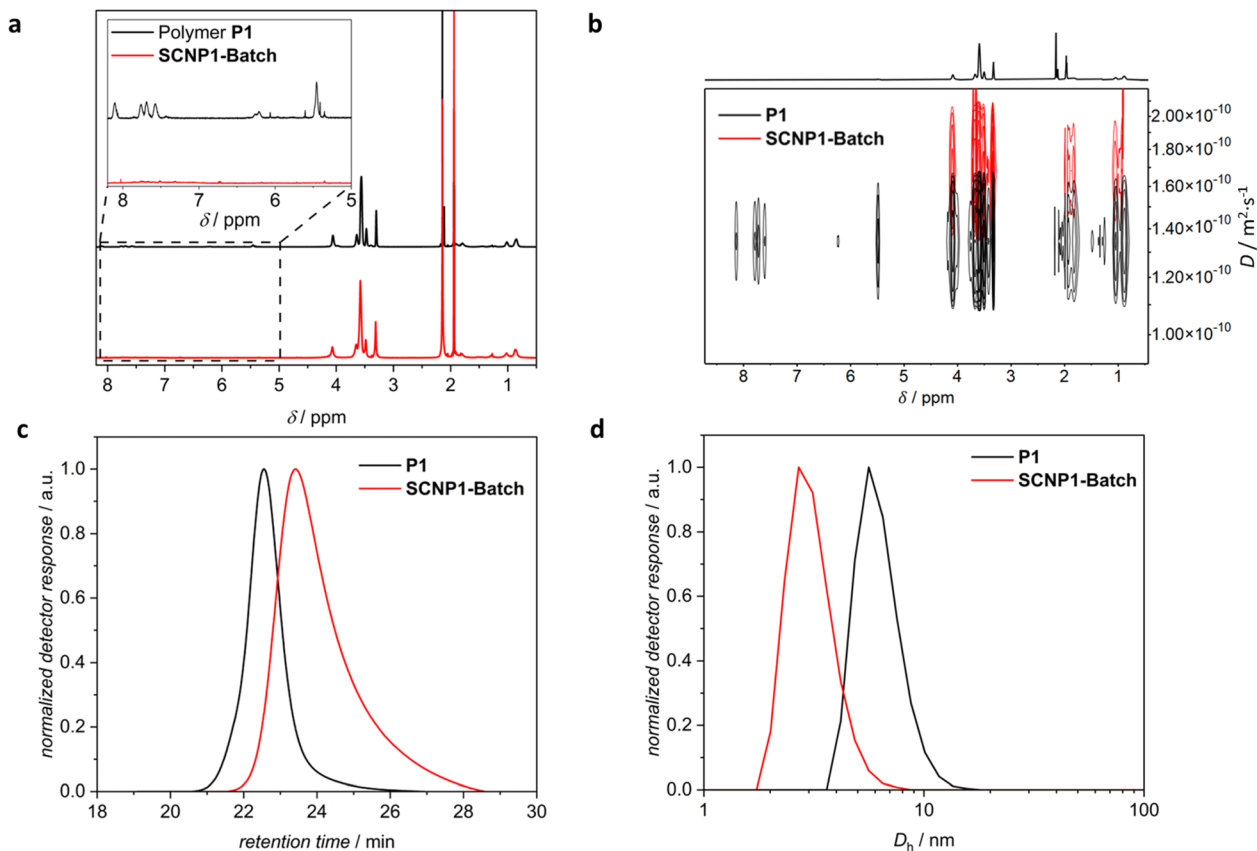 a
Polymer P1
SCNP1-Batch
8 7 6 5
δ / ppm
8 7 6 5 4 3 2 1
δ / ppm
b
P1
SCNP1-Batch
2.00×10⁻¹⁰
1.80×10⁻¹⁰
1.60×10⁻¹⁰
1.40×10⁻¹⁰
1.20×10⁻¹⁰
1.00×10⁻¹⁰
D / m²·s⁻¹
8 7 6 5 4 3 2 1
δ / ppm
c
P1
SCNP1-Batch
1.0
0.8
0.6
0.4
0.2
0.0
normalized detector response / a.u.
18 20 22 24 26 28 30
retention time / min
d
P1
SCNP1-Batch
1.0
0.8
0.6
0.4
0.2
0.0
normalized detector response / a.u.
1 10 100
Dₕ / nm